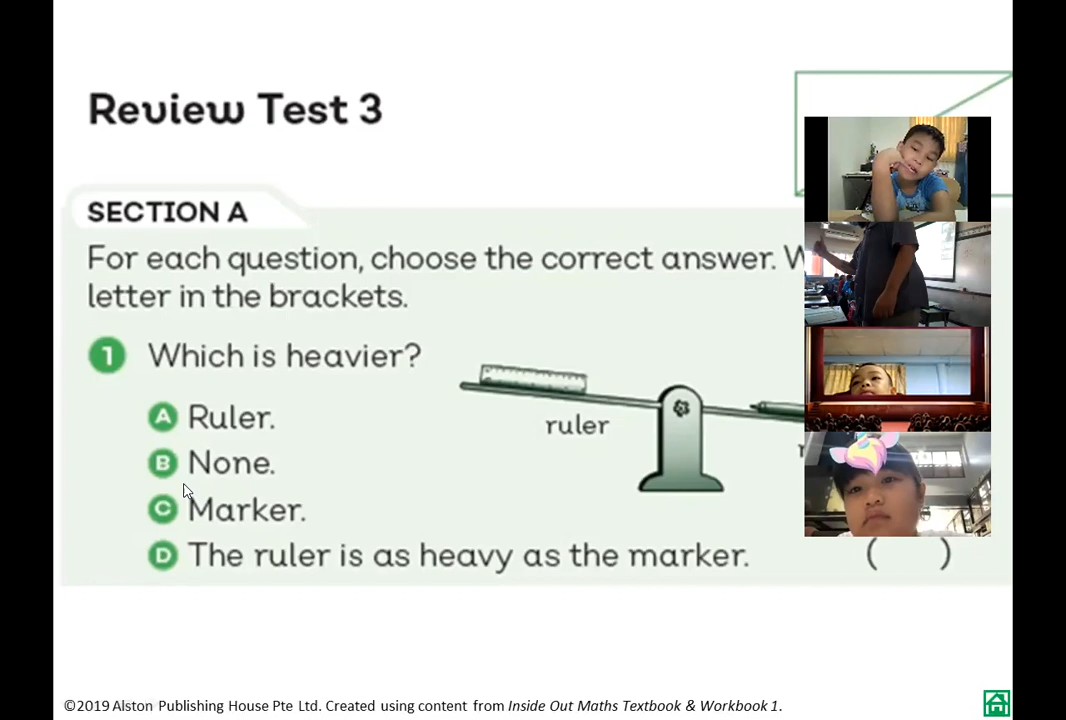 Review Test 3
SECTION A
For each question, choose the correct answer. W
letter in the brackets.
1 Which is heavier?
A Ruler.
B None.
C Marker.
D The ruler is as heavy as the marker. ( )
ruler
©2019 Alston Publishing House Pte Ltd. Created using content from Inside Out Maths Textbook & Workbook 1.